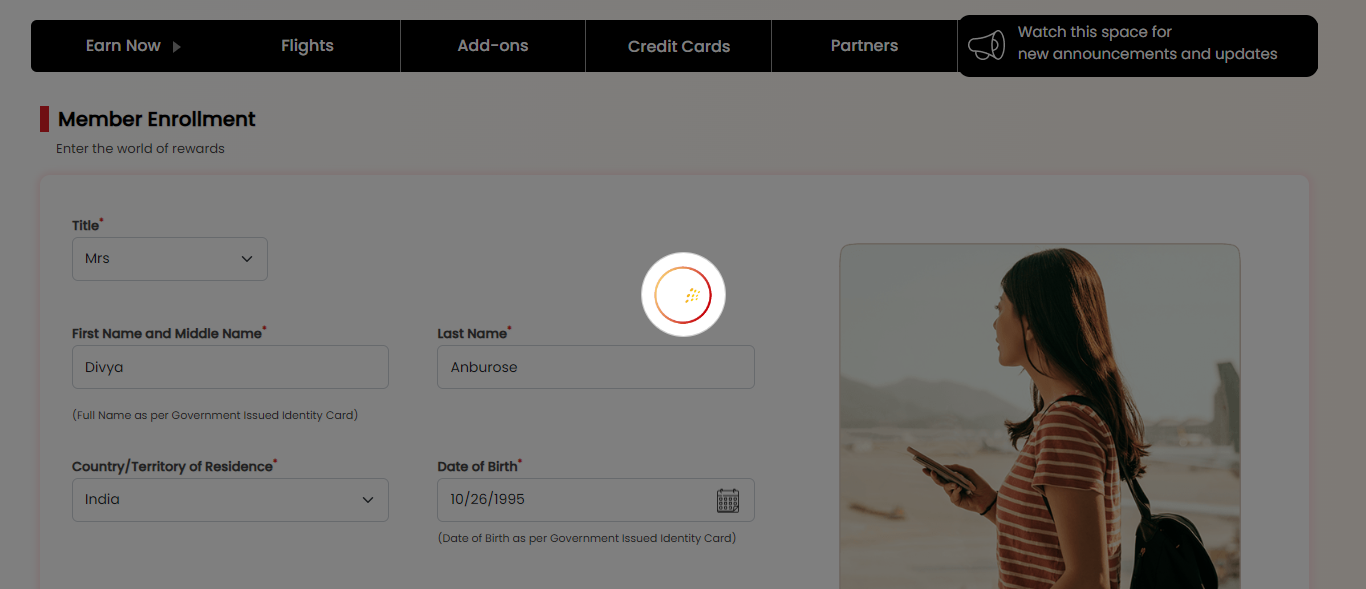 Earn Now
Flights
Add-ons
Credit Cards
Partners
Watch this space for
new announcements and updates
Member Enrollment
Enter the world of rewards
Title*
Mrs
First Name and Middle Name*
Last Name*
Divya
Anburose
(Full Name as per Government Issued Identity Card)
Country/Territory of Residence*
Date of Birth*
India
10/26/1995
(Date of Birth as per Government Issued Identity Card)